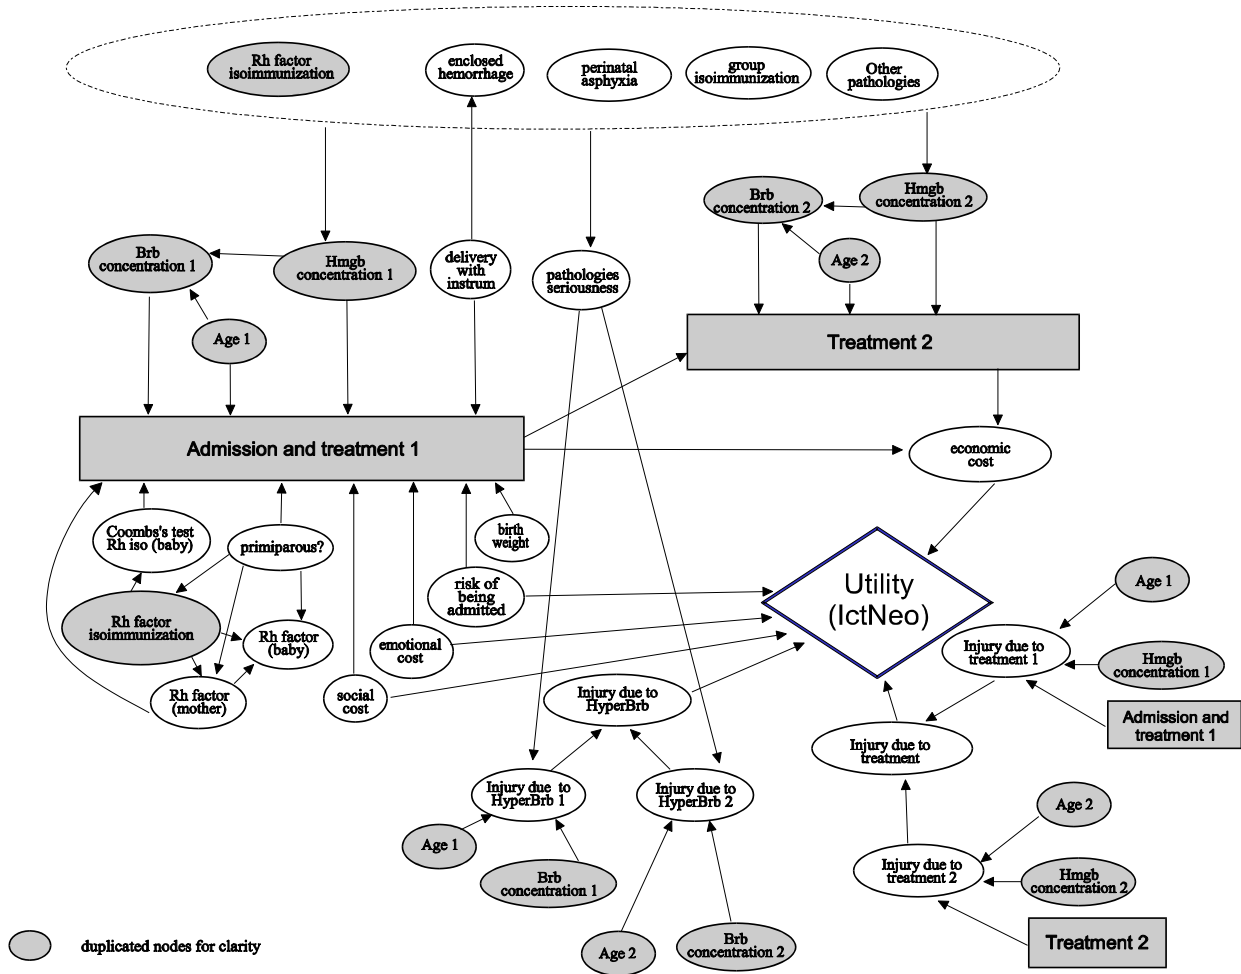 Rh factor
isoimmunization
enclosed
hemorrhage
perinatal
asphyxia
group
isoimmunization
Other
pathologies
Brb
concentration 2
Hmgb
concentration 2
Age 2
Brb
concentration 1
Hmgb
concentration 1
delivery
with
instrum
pathologies
seriousness
Age 1
Treatment 2
Admission and treatment 1
economic
cost
Coombs's test
Rh iso (baby)
primiparous?
birth
weight
risk of
being
admitted
Utility
(IctNeo)
Age 1
Rh factor
isoimmunization
Rh factor
(baby)
emotional
cost
Injury due to
treatment 1
Hmgb
concentration 1
Rh factor
(mother)
social
cost
Injury due to
HyperBrb
Admission and
treatment 1
Injury due to
treatment
Injury due to
HyperBrb 1
Injury due to
HyperBrb 2
Age 2
Age 1
Brb
concentration 1
Injury due to
treatment 2
Hmgb
concentration 2
Age 2
Brb
concentration 2
Treatment 2
duplicated nodes for clarity